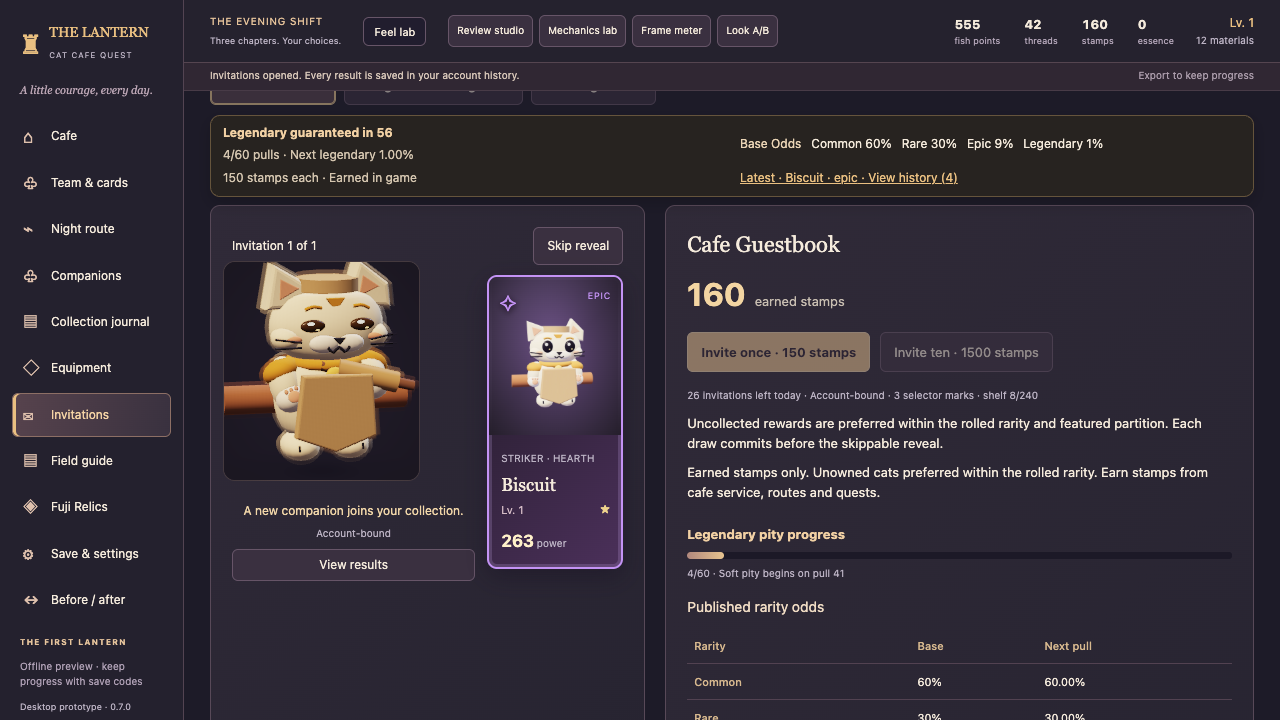 THE LANTERN
CAT CAFE QUEST
A little courage, every day.
Cafe
Team & cards
Night route
Companions
Collection journal
Equipment
Invitations
Field guide
Fuji Relics
Save & settings
Before / after
THE FIRST LANTERN
Offline preview · keep
progress with save codes
Desktop prototype · 0.7.0
THE EVENING SHIFT
Three chapters. Your choices.
Feel lab
Review studio
Mechanics lab
Frame meter
Look A/B
555
fish points
42
threads
160
stamps
0
essence
Lv. 1
12 materials
Invitations opened. Every result is saved in your account history.
Export to keep progress
Legendary guaranteed in 56
4/60 pulls · Next legendary 1.00%
150 stamps each · Earned in game
Base Odds Common 60% Rare 30% Epic 9% Legendary 1%
Latest · Biscuit · epic · View history (4)
Invitation 1 of 1
Skip reveal
EPIC
STRIKER · HEARTH
Biscuit
Lv. 1
263 power
A new companion joins your collection.
Account-bound
View results
Cafe Guestbook
160 earned stamps
Invite once · 150 stamps
Invite ten · 1500 stamps
26 invitations left today · Account-bound · 3 selector marks · shelf 8/240
Uncollected rewards are preferred within the rolled rarity and featured partition. Each
draw commits before the skippable reveal.
Earned stamps only. Unowned cats preferred within the rolled rarity. Earn stamps from
cafe service, routes and quests.
Legendary pity progress
4/60 · Soft pity begins on pull 41
Published rarity odds
Rarity Base Next pull
Common 60% 60.00%
Rare 30% 30.00%